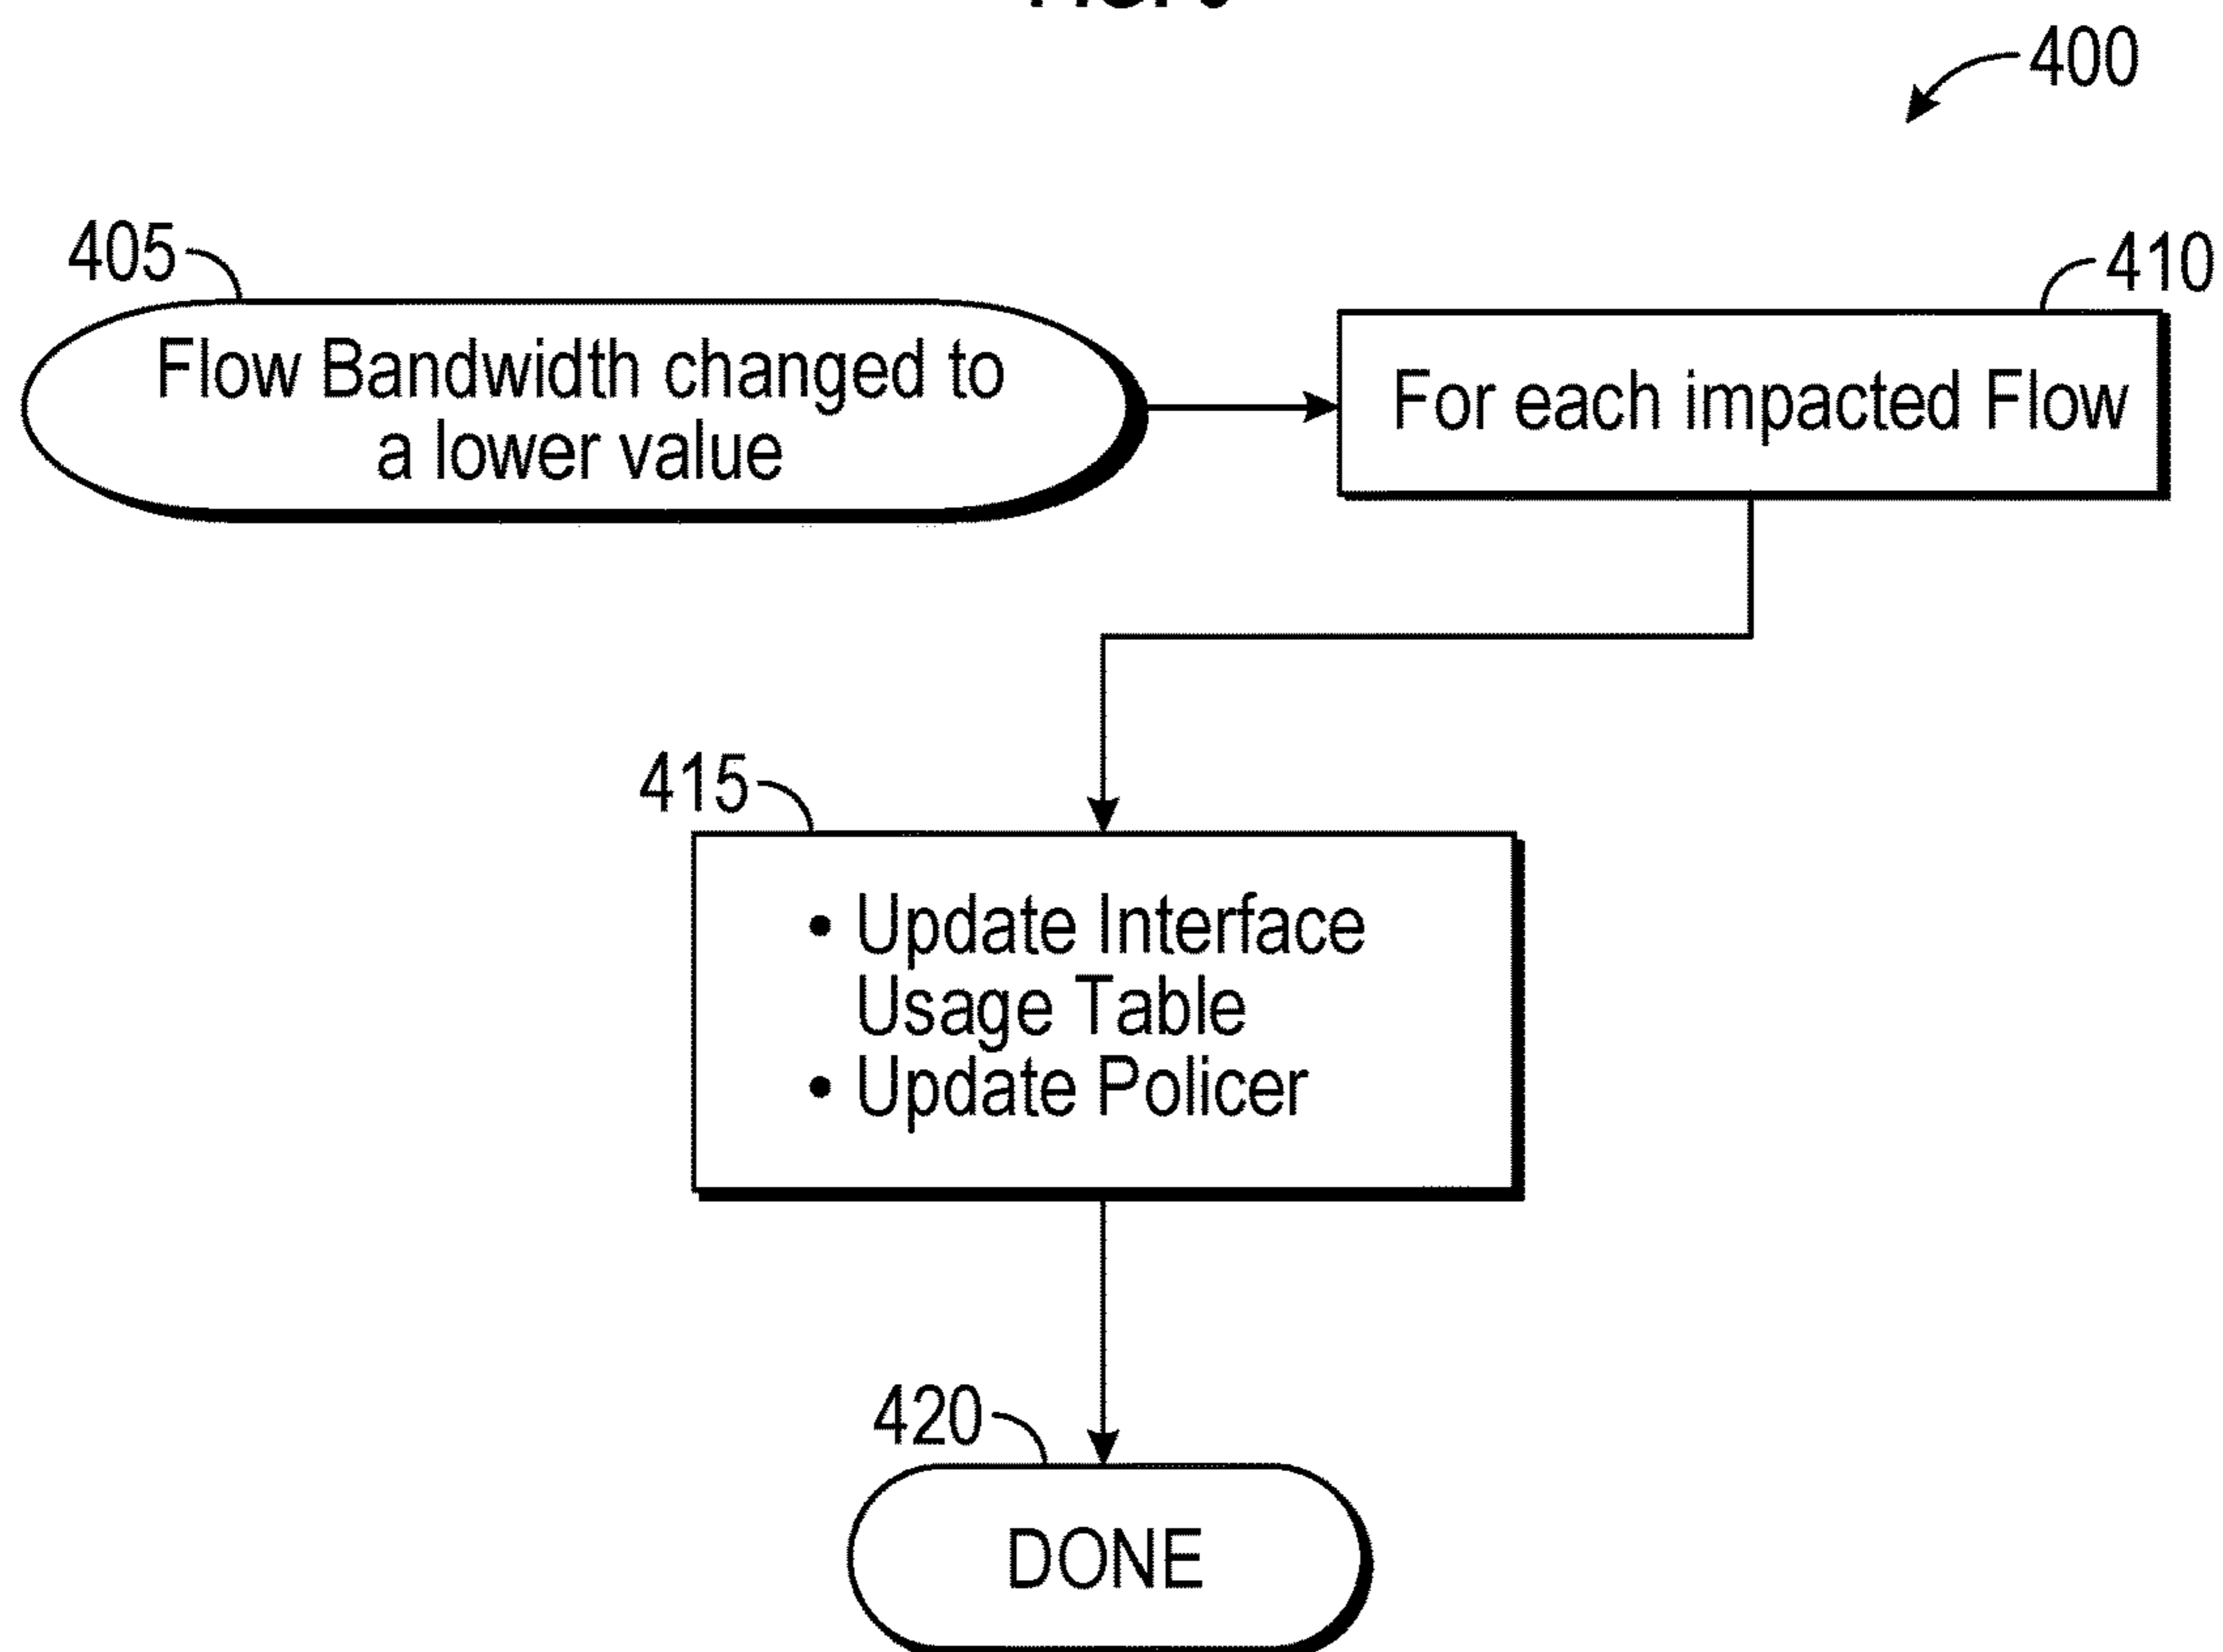 400
405
Flow Bandwidth changed to
a lower value
410
For each impacted Flow
415
• Update Interface
Usage Table
• Update Policer
420
DONE